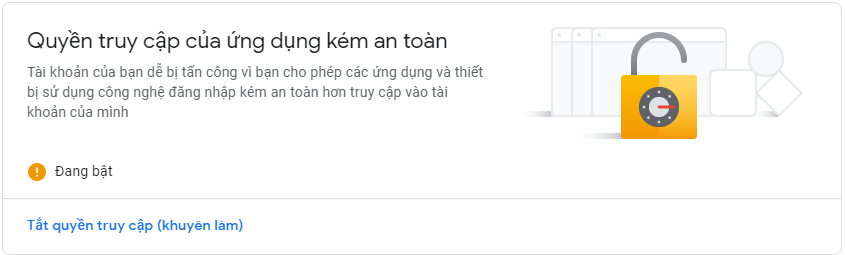 Quyền truy cập của ứng dụng kém an toàn
Tài khoản của bạn dễ bị tấn công vì bạn cho phép các ứng dụng và thiết
bị sử dụng công nghệ đăng nhập kém an toàn hơn truy cập vào tài
khoản của mình
Đang bật
Tắt quyền truy cập (khuyên làm)